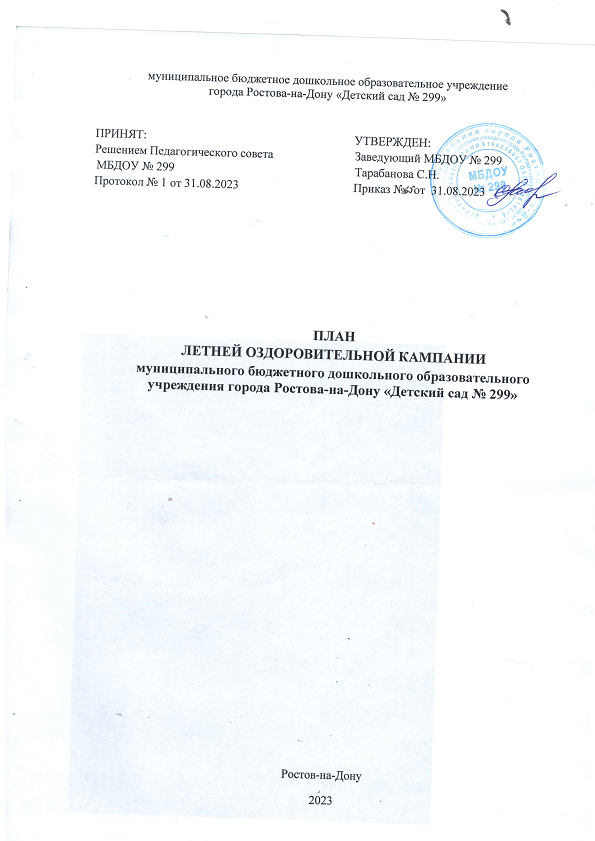 муниципальное бюджетное дошкольное образовательное учреждение
города Ростова-на-Дону «Детский сад № 299»
ПРИНЯТ:
Решением Педагогического совета
МБДОУ № 299
Протокол № 1 от 31.08.2023
УТВЕРЖДЕН:
Заведующий МБДОУ № 299
Тарабанова С.Н.
Приказ № от 31.08.2023
МБДОУ
№ 299
ПЛАН
ЛЕТНЕЙ ОЗДОРОВИТЕЛЬНОЙ КАМПАНИИ
муниципального бюджетного дошкольного образовательного
учреждения города Ростова-на-Дону «Детский сад № 299»
Ростов-на-Дону
2023